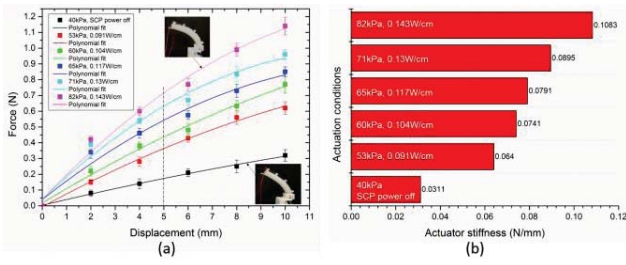 (a)
40kPa, SCP power off
Polynomial fit
53kPa, 0.091W/cm
Polynomial fit
60kPa, 0.104W/cm
Polynomial fit
65kPa, 0.117W/cm
Polynomial fit
71kPa, 0.13W/cm
Polynomial fit
82kPa, 0.143W/cm
Polynomial fit
Force (N)
1.2
1.1
1.0
0.9
0.8
0.7
0.6
0.5
0.4
0.3
0.2
0.1
0.0
0 1 2 3 4 5 6 7 8 9 10 11
Displacement (mm)
(a)
(b)
Actuation conditions
82kPa, 0.143W/cm
0.1083
71kPa, 0.13W/cm
0.0895
65kPa, 0.117W/cm
0.0791
60kPa, 0.104W/cm
0.0741
53kPa, 0.091W/cm
0.064
40kPa
SCP power off
0.0311
0.00 0.02 0.04 0.06 0.08 0.10 0.12
Actuator stiffness (N/mm)
(b)